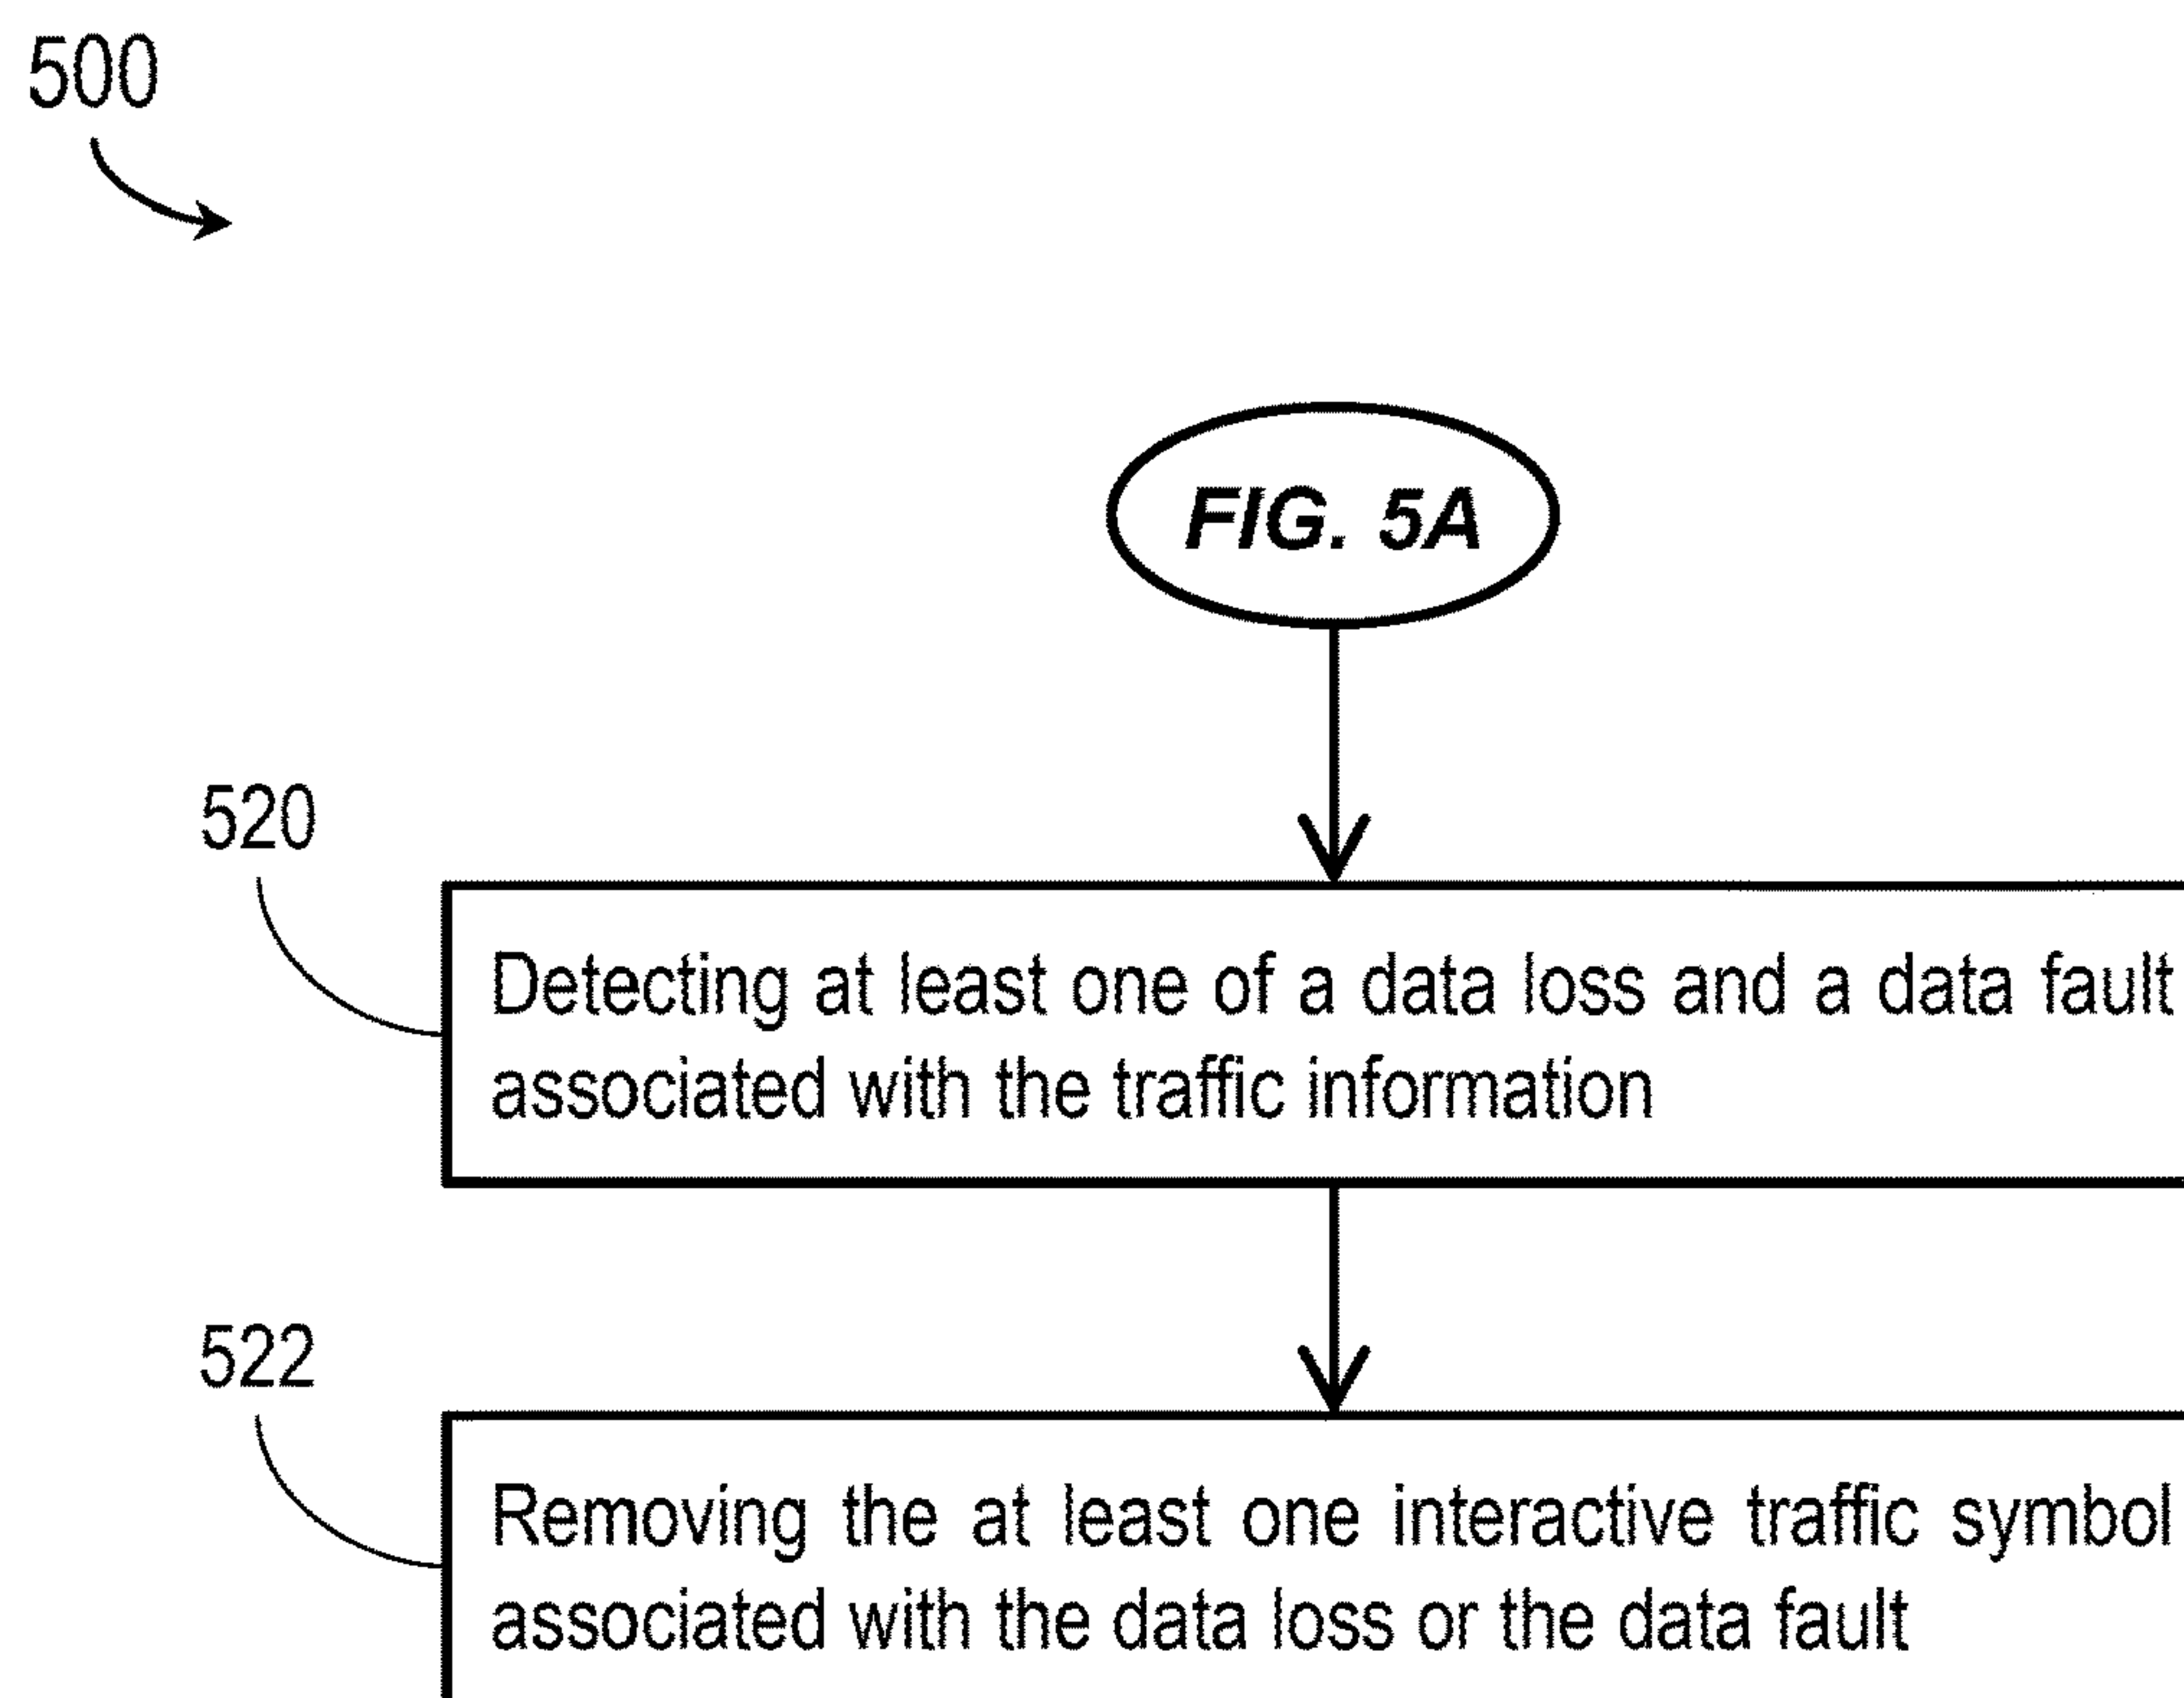 500
FIG. 5A
520
Detecting at least one of a data loss and a data fault
associated with the traffic information
522
Removing the at least one interactive traffic symbol
associated with the data loss or the data fault